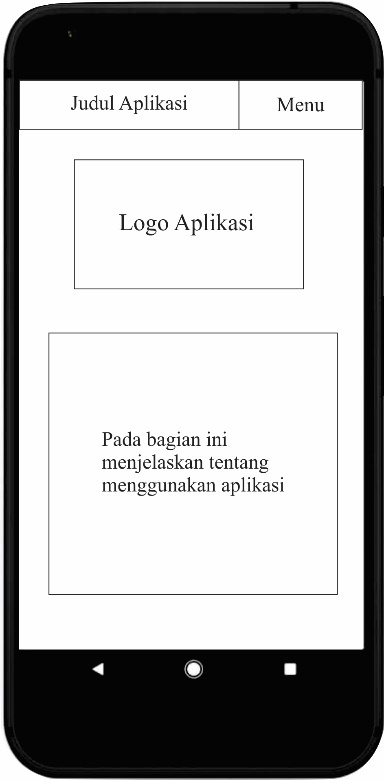 Judul Aplikasi
Menu
Logo Aplikasi
Pada bagian ini
menjelaskan tentang
menggunakan aplikasi